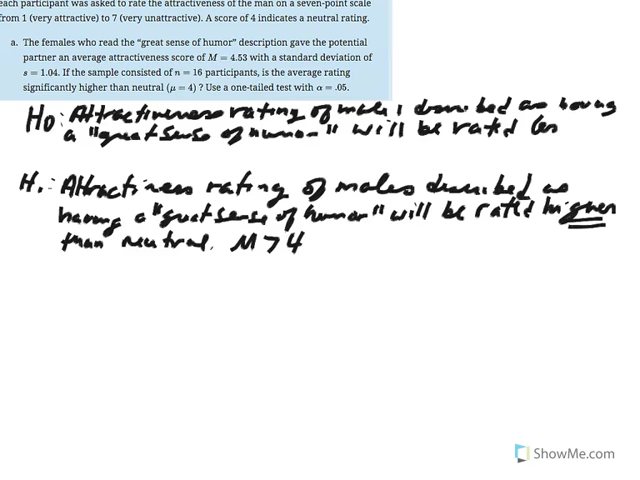 each participant was asked to rate the attractiveness of the man on a seven-point scale
from 1 (very attractive) to 7 (very unattractive). A score of 4 indicates a neutral rating.
a. The females who read the “great sense of humor” description gave the potential
partner an average attractiveness score of M = 4.53 with a standard deviation of
s = 1.04. If the sample consisted of n = 16 participants, is the average rating
significantly higher than neutral (μ = 4) ? Use a one-tailed test with α = .05.
Ho: Attractiveness rating of males described as having
a "great sense of humor" will be rated les
H1: Attractiness rating of males described as
having a "great sense of humor" will be rated higher
than neutral. M > 4
ShowMe.com